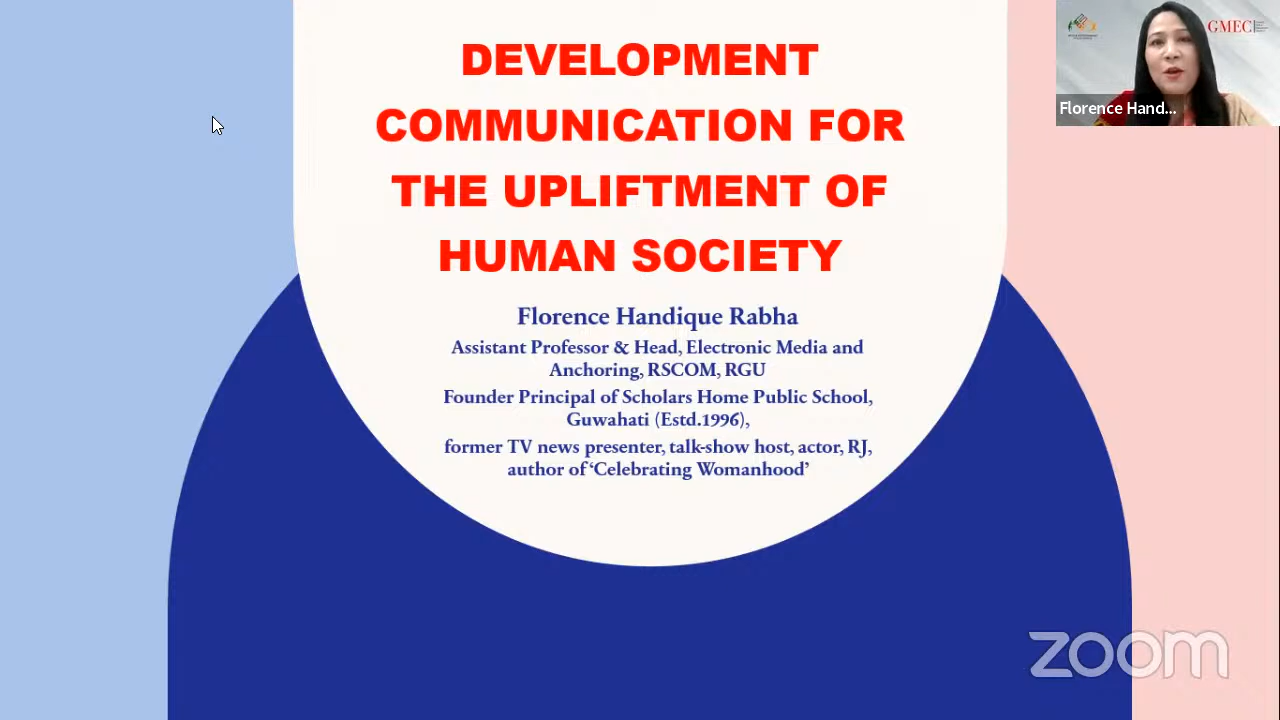 DEVELOPMENT
COMMUNICATION FOR
THE UPLIFTMENT OF
HUMAN SOCIETY
Florence Handique Rabha
Assistant Professor & Head, Electronic Media and
Anchoring, RSCOM, RGU
Founder Principal of Scholars Home Public School,
Guwahati (Estd.1996),
former TV news presenter, talk-show host, actor, RJ,
author of ‘Celebrating Womanhood’
GMEC
Florence Hand...
zoom